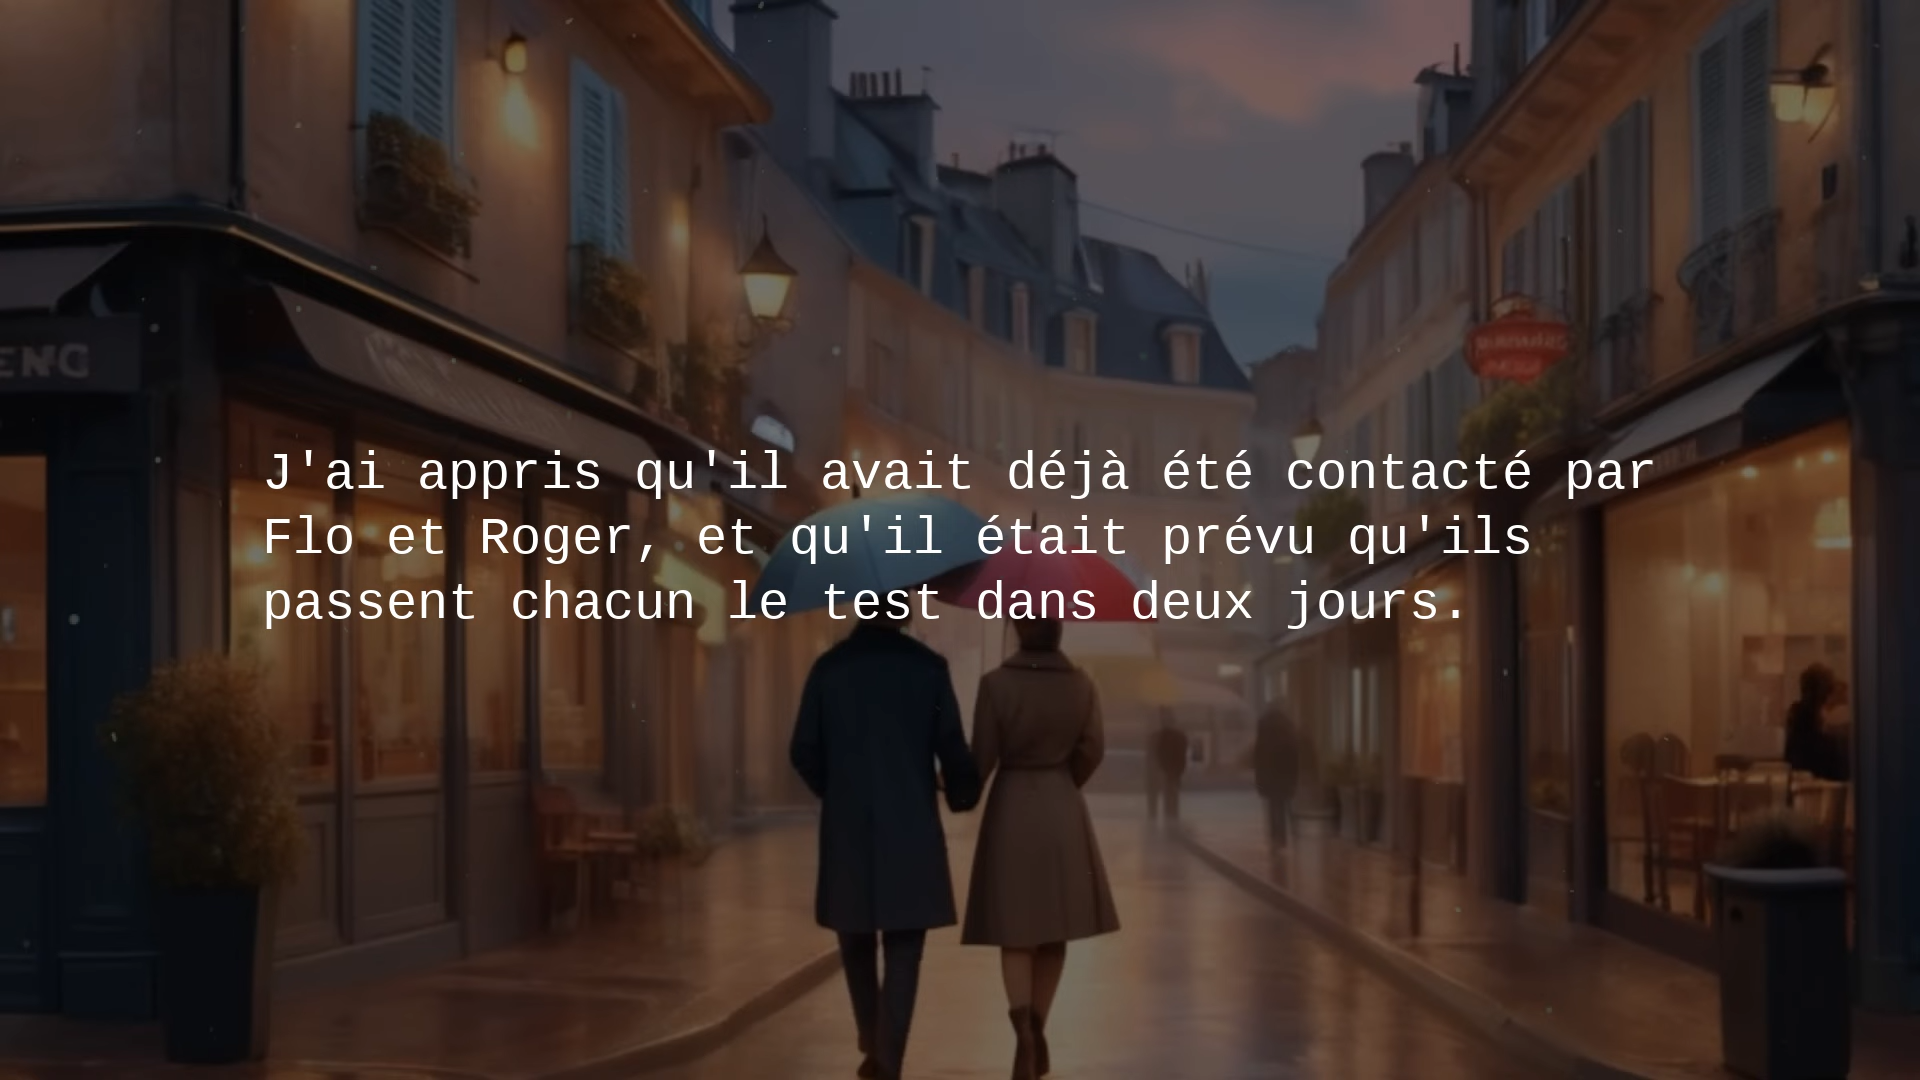 J'ai appris qu'il avait déjà été contacté par
Flo et Roger, et qu'il était prévu qu'ils
passent chacun le test dans deux jours.